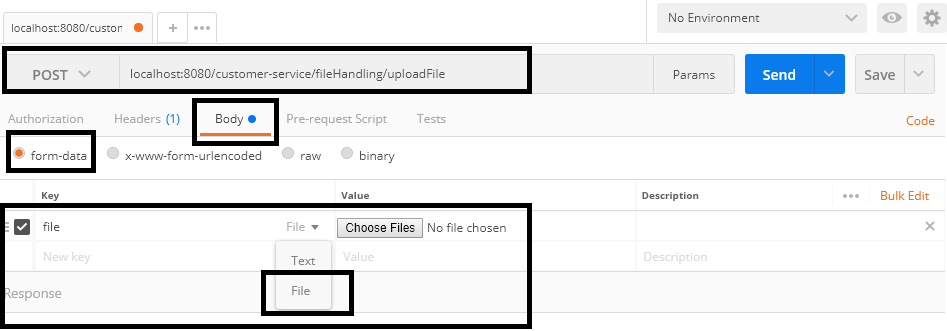 localhost:8080/custon
+
•••
No Environment
POST localhost:8080/customer-service/fileHandling/uploadFile Params Send Save
Authorization Headers (1) Body Pre-request Script Tests Code
form-data x-www-form-urlencoded raw binary
Key Value Description ••• Bulk Edit
file File Choose Files No file chosen
New key Text Value Description
File
Response